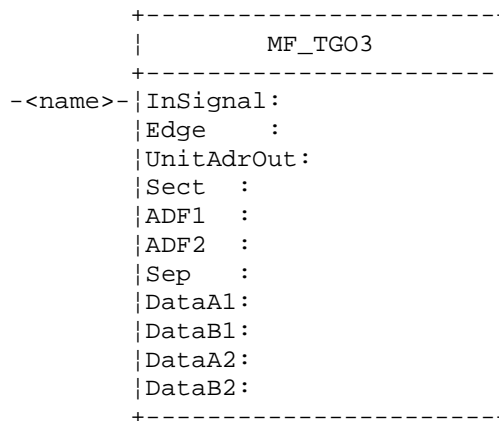 +----------------------
¦ MF_TGO3
+----------------------
-<name>-¦InSignal:
¦Edge :
¦UnitAdrOut:
¦Sect :
¦ADF1 :
¦ADF2 :
¦Sep :
¦DataA1:
¦DataB1:
¦DataA2:
¦DataB2:
+----------------------